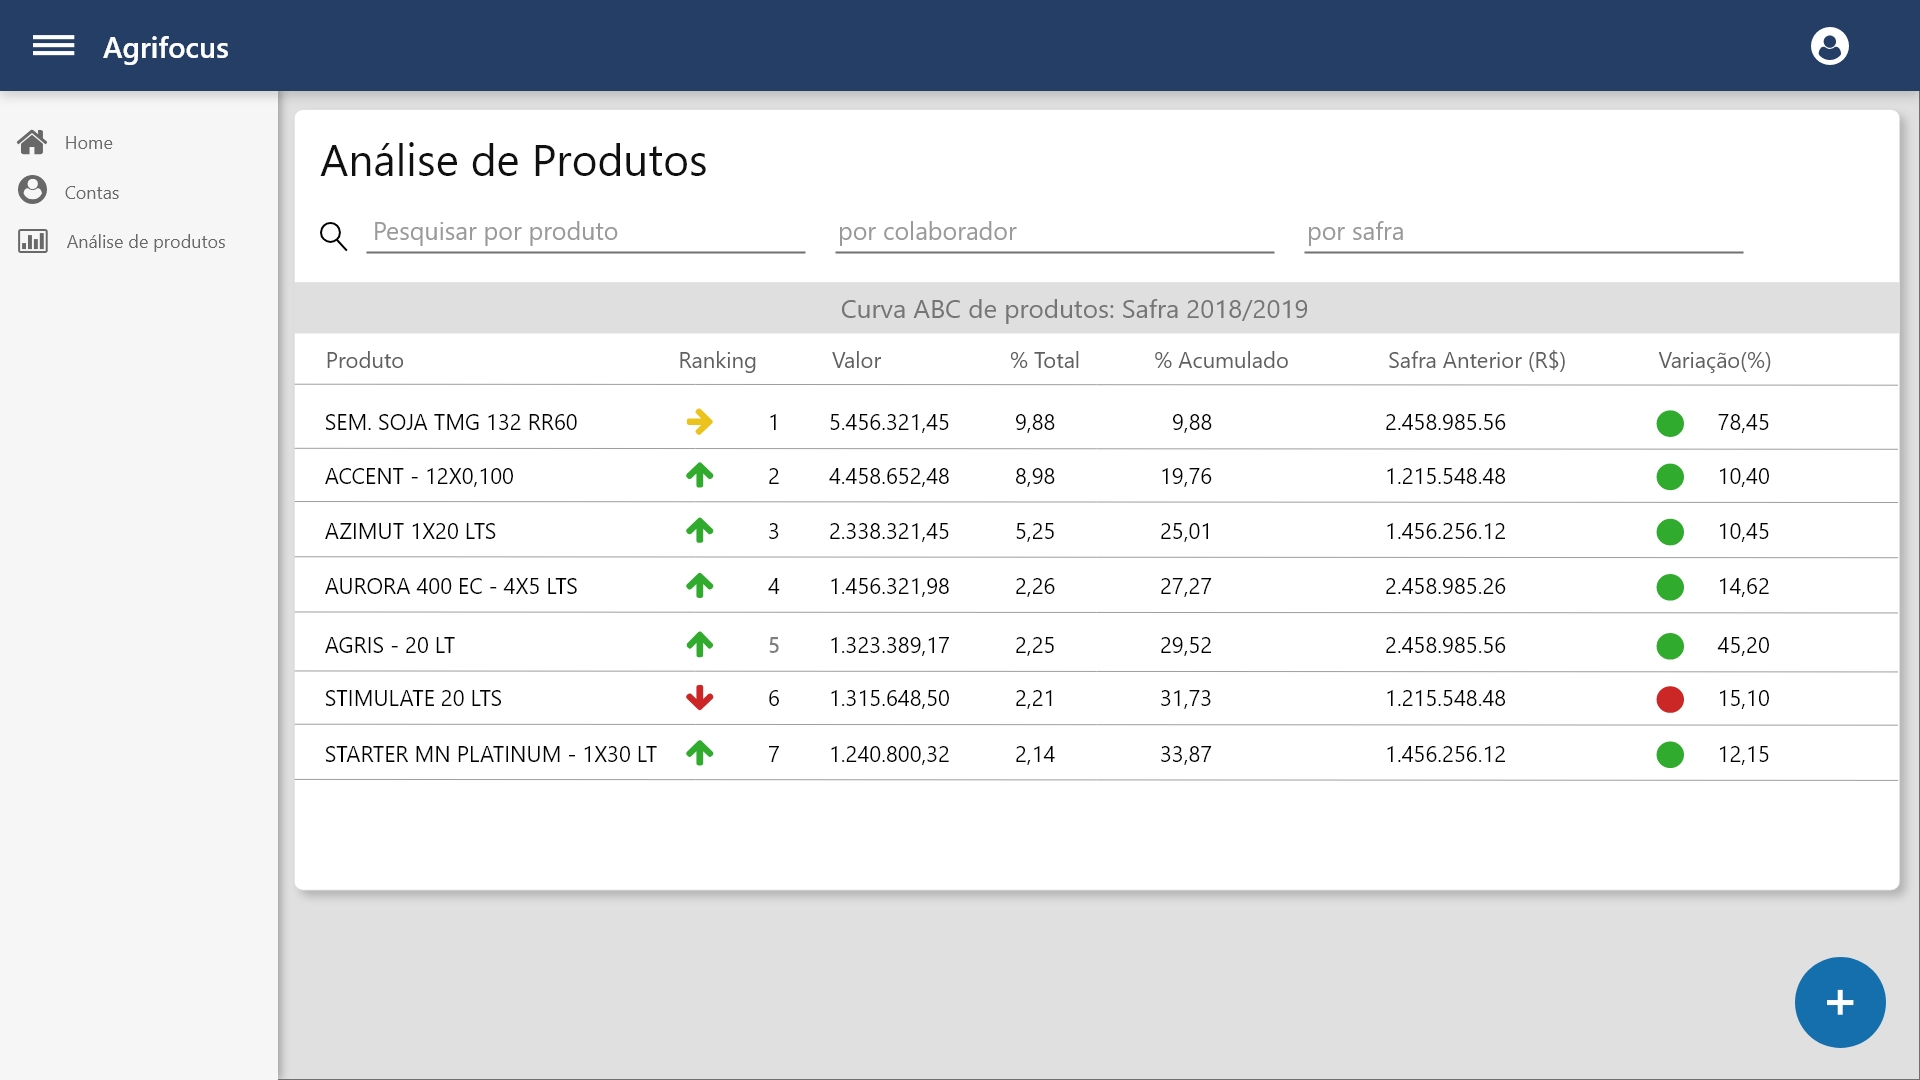 Agrifocus
Home
Contas
Análise de produtos
Análise de Produtos
Pesquisar por produto por colaborador por safra
Curva ABC de produtos: Safra 2018/2019
Produto Ranking Valor % Total % Acumulado Safra Anterior (R$) Variação(%)
SEM. SOJA TMG 132 RR60 1 5.456.321,45 9,88 9,88 2.458.985.56 78,45
ACCENT - 12X0,100 2 4.458.652,48 8,98 19,76 1.215.548.48 10,40
AZIMUT 1X20 LTS 3 2.338.321,45 5,25 25,01 1.456.256.12 10,45
AURORA 400 EC - 4X5 LTS 4 1.456.321,98 2,26 27,27 2.458.985.26 14,62
AGRIS - 20 LT 5 1.323.389,17 2,25 29,52 2.458.985.56 45,20
STIMULATE 20 LTS 6 1.315.648,50 2,21 31,73 1.215.548.48 15,10
STARTER MN PLATINUM - 1X30 LT 7 1.240.800,32 2,14 33,87 1.456.256.12 12,15